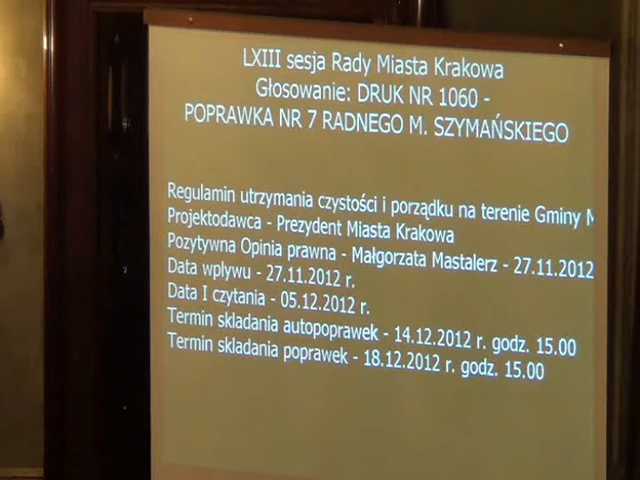 LXIII sesja Rady Miasta Krakowa
Głosowanie: DRUK NR 1060 -
POPRAWKA NR 7 RADNEGO M. SZYMAŃSKIEGO
Regulamin utrzymania czystości i porządku na terenie Gminy
Projektodawca - Prezydent Miasta Krakowa
Pozytywna Opinia prawna - Małgorzata Mastalerz - 27.11.2012
Data wpływu - 27.11.2012 r.
Data I czytania - 05.12.2012 r.
Termin składania autopoprawek - 14.12.2012 r. godz. 15.00
Termin składania poprawek - 18.12.2012 r. godz. 15.00